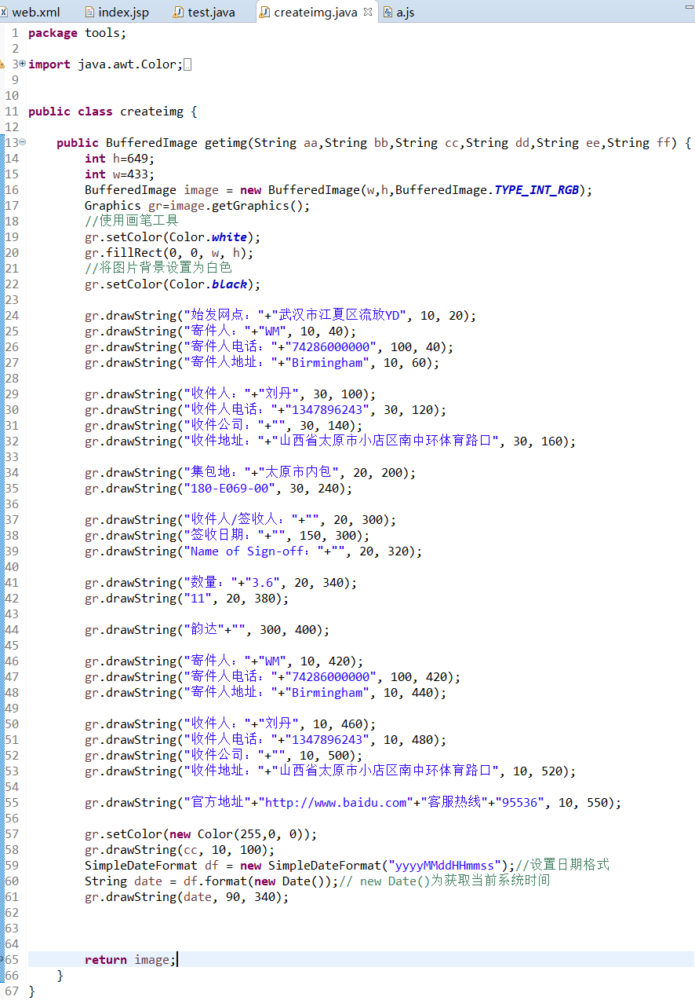 web.xml index.jsp test.java createimg.java a.js
1 package tools;
2
3 import java.awt.Color;
9
10
11 public class createimg {
12
13 public BufferedImage getimg(String aa,String bb,String cc,String dd,String ee,String ff) {
14 int h=649;
15 int w=433;
16 BufferedImage image = new BufferedImage(w,h,BufferedImage.TYPE_INT_RGB);
17 Graphics gr=image.getGraphics();
18 //使用画笔工具
19 gr.setColor(Color.white);
20 gr.fillRect(0, 0, w, h);
21 //将图片背景设置为白色
22 gr.setColor(Color.black);
23
24 gr.drawString("始发网点："+"武汉市江夏区流放YD", 10, 20);
25 gr.drawString("寄件人："+"WM", 10, 40);
26 gr.drawString("寄件人电话："+"74286000000", 100, 40);
27 gr.drawString("寄件人地址："+"Birmingham", 10, 60);
28
29 gr.drawString("收件人："+"刘丹", 30, 100);
30 gr.drawString("收件人电话："+"1347896243", 30, 120);
31 gr.drawString("收件公司："+"", 30, 140);
32 gr.drawString("收件地址："+"山西省太原市小店区南中环体育路口", 30, 160);
33
34 gr.drawString("集包地："+"太原市内包", 20, 200);
35 gr.drawString("180-E069-00", 30, 240);
36
37 gr.drawString("收件人/签收人："+"", 20, 300);
38 gr.drawString("签收日期："+"", 150, 300);
39 gr.drawString("Name of Sign-off："+"", 20, 320);
40
41 gr.drawString("数量："+"3.6", 20, 340);
42 gr.drawString("11", 20, 380);
43
44 gr.drawString("韵达"+"", 300, 400);
45
46 gr.drawString("寄件人："+"WM", 10, 420);
47 gr.drawString("寄件人电话："+"74286000000", 100, 420);
48 gr.drawString("寄件人地址："+"Birmingham", 10, 440);
49
50 gr.drawString("收件人："+"刘丹", 10, 460);
51 gr.drawString("收件人电话："+"1347896243", 10, 480);
52 gr.drawString("收件公司："+"", 10, 500);
53 gr.drawString("收件地址："+"山西省太原市小店区南中环体育路口", 10, 520);
54
55 gr.drawString("官方地址"+"http://www.baidu.com"+"客服热线"+"95536", 10, 550);
56
57 gr.setColor(new Color(255,0, 0));
58 gr.drawString(cc, 10, 100);
59 SimpleDateFormat df = new SimpleDateFormat("yyyyMMddHHmmss");//设置日期格式
60 String date = df.format(new Date());// new Date()为获取当前系统时间
61 gr.drawString(date, 90, 340);
62
63
64
65 return image;
66 }
67 }